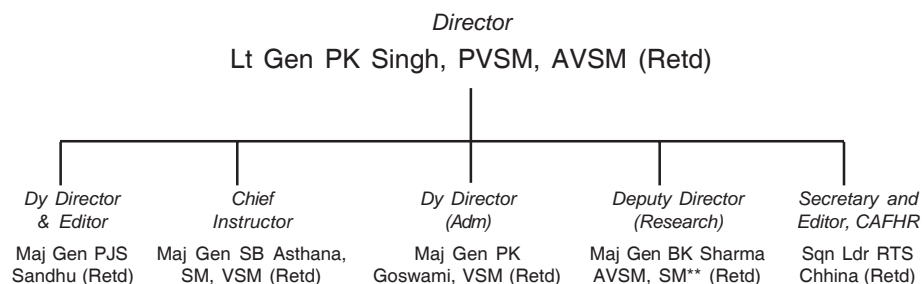 Director
Lt Gen PK Singh, PVSM, AVSM (Retd)
Dy Director
& Editor
Maj Gen PJS
Sandhu (Retd)
Chief
Instructor
Maj Gen SB Asthana,
SM, VSM (Retd)
Dy Director
(Adm)
Maj Gen PK
Goswami, VSM (Retd)
Deputy Director
(Research)
Maj Gen BK Sharma
AVSM, SM** (Retd)
Secretary and
Editor, CAFHR
Sqn Ldr RTS
Chhina (Retd)